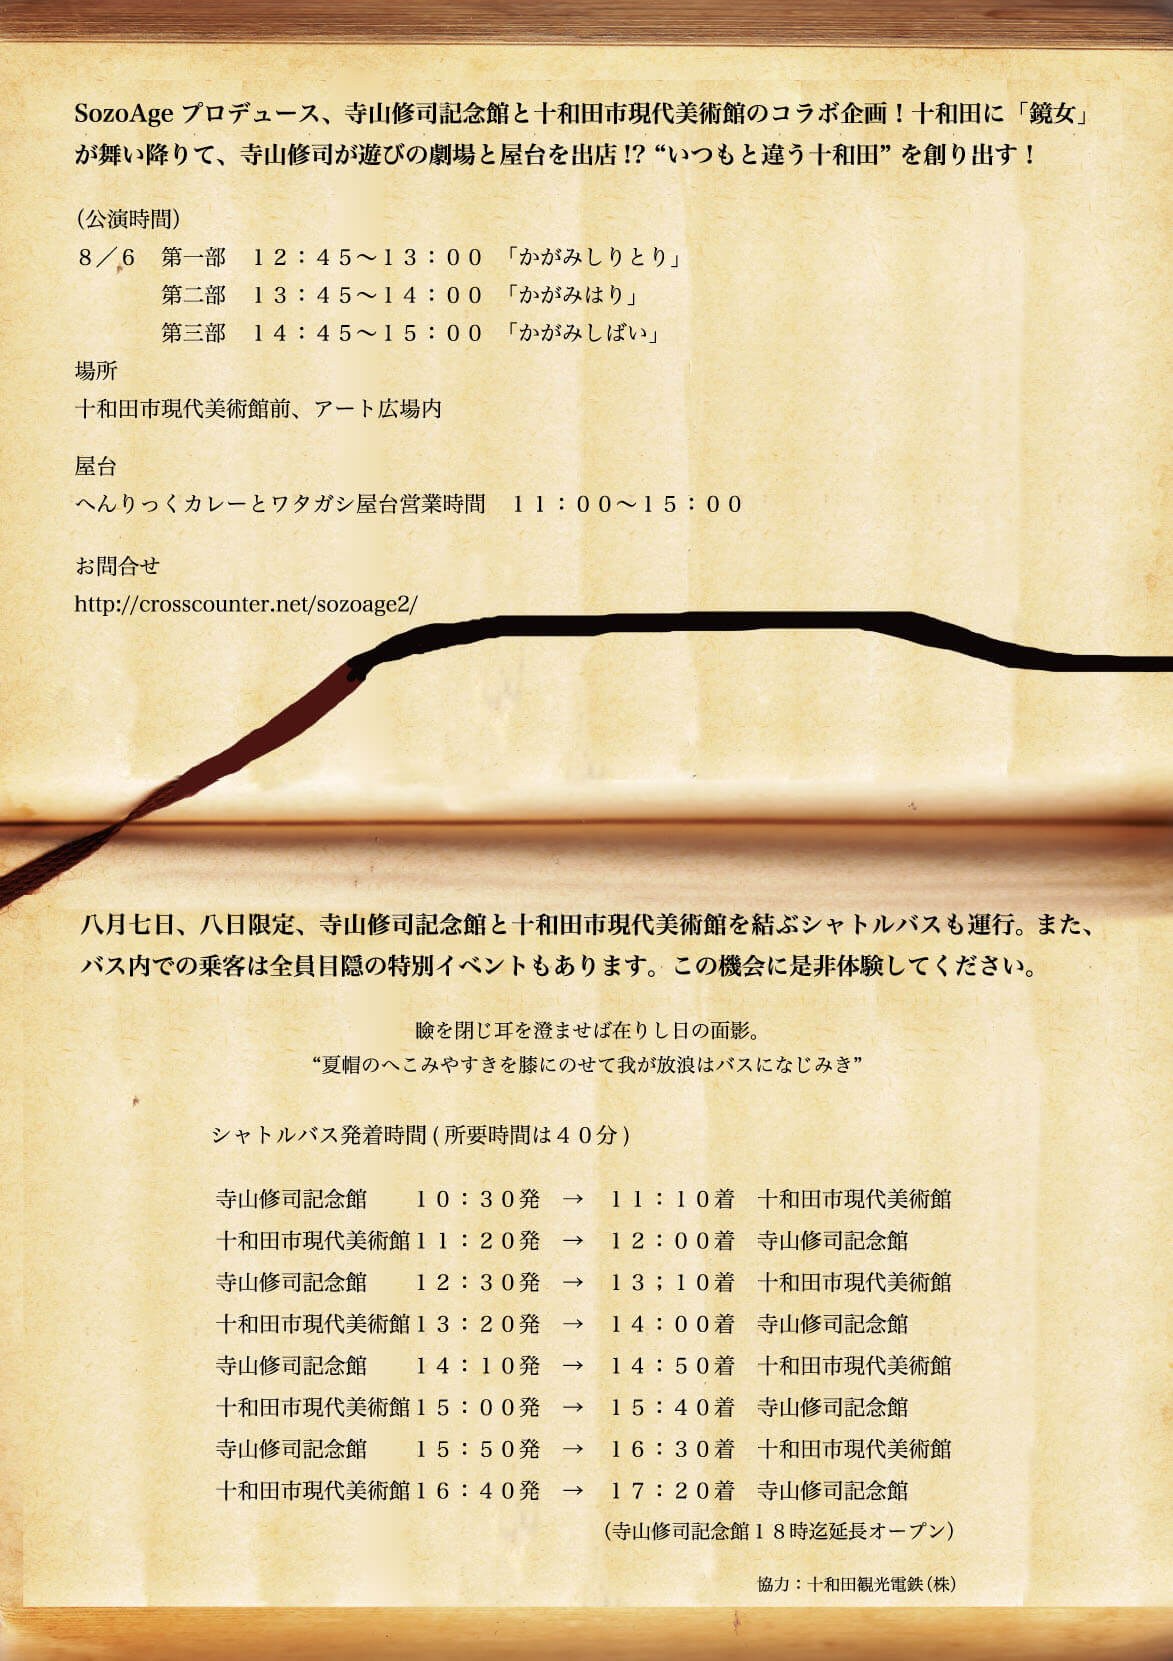 SozoAge プロデュース、寺山修司記念館と十和田市現代美術館のコラボ企画！十和田に「鏡女」
が舞い降りて、寺山修司が遊びの劇場と屋台を出店!? “いつもと違う十和田” を創り出す！
（公演時間）
８／６　第一部　１２：４５～１３：００　「かがみしりとり」
第二部　１３：４５～１４：００　「かがみはり」
第三部　１４：４５～１５：００　「かがみしばい」
場所
十和田市現代美術館前、アート広場内
屋台
へんりっくカレーとワタガシ屋台営業時間　１１：００～１５：００
お問合せ
http://crosscounter.net/sozoage2/
八月七日、八日限定、寺山修司記念館と十和田市現代美術館を結ぶシャトルバスも運行。また、
バス内での乗客は全員目隠の特別イベントもあります。この機会に是非体験してください。
瞼を閉じ耳を澄ませば在りし日の面影。
“夏帽のへこみやすきを膝にのせて我が放浪はバスになじみき”
シャトルバス発着時間 ( 所要時間は４０分 )
寺山修司記念館　１０：３０発　→　１１：１０着　十和田市現代美術館
十和田市現代美術館１１：２０発　→　１２：００着　寺山修司記念館
寺山修司記念館　１２：３０発　→　１３；１０着　十和田市現代美術館
十和田市現代美術館１３：２０発　→　１４：００着　寺山修司記念館
寺山修司記念館　１４：１０発　→　１４：５０着　十和田市現代美術館
十和田市現代美術館１５：００発　→　１５：４０着　寺山修司記念館
寺山修司記念館　１５：５０発　→　１６：３０着　十和田市現代美術館
十和田市現代美術館１６：４０発　→　１７：２０着　寺山修司記念館
（寺山修司記念館１８時迄延長オープン）
協力：十和田観光電鉄（株）